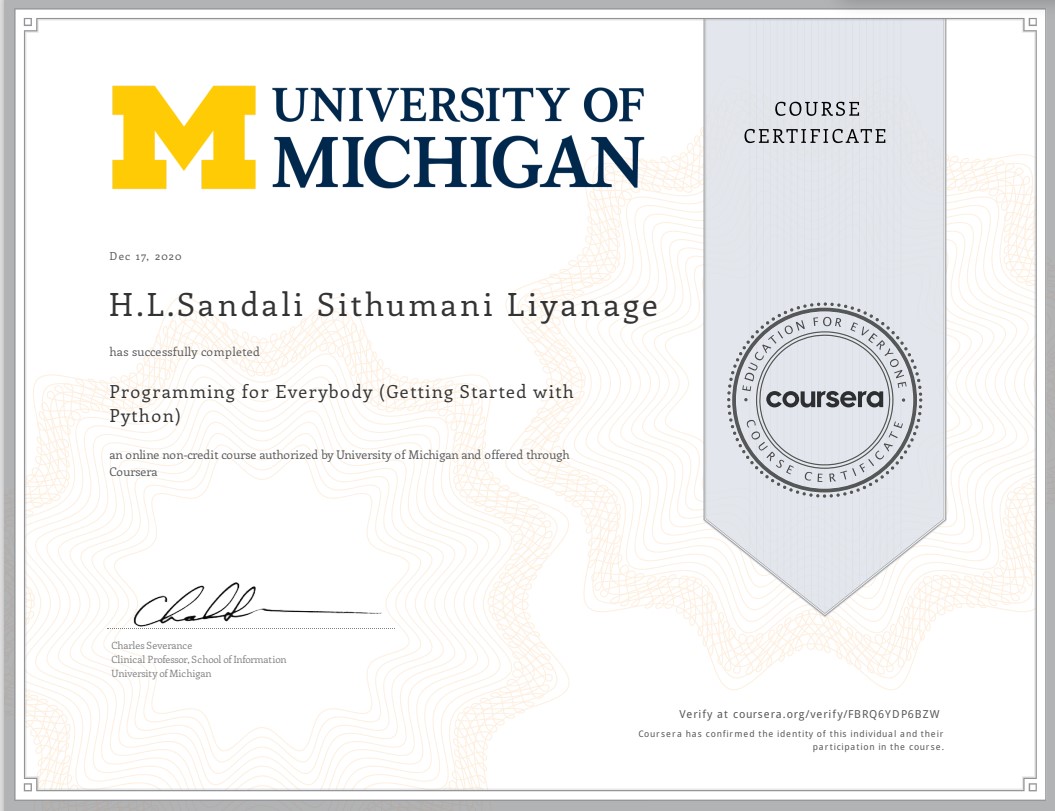 UNIVERSITY OF
MICHIGAN
COURSE
CERTIFICATE
Dec 17, 2020
H.L.Sandali Sithumani Liyanage
has successfully completed
Programming for Everybody (Getting Started with
Python)
an online non-credit course authorized by University of Michigan and offered through
Coursera
EDUCATION FOR EVERYONE
coursera
COURSE CERTIFICATE
Charles Severance
Clinical Professor, School of Information
University of Michigan
Verify at coursera.org/verify/FBRQ6YDP6BZW
Coursera has confirmed the identity of this individual and their
participation in the course.